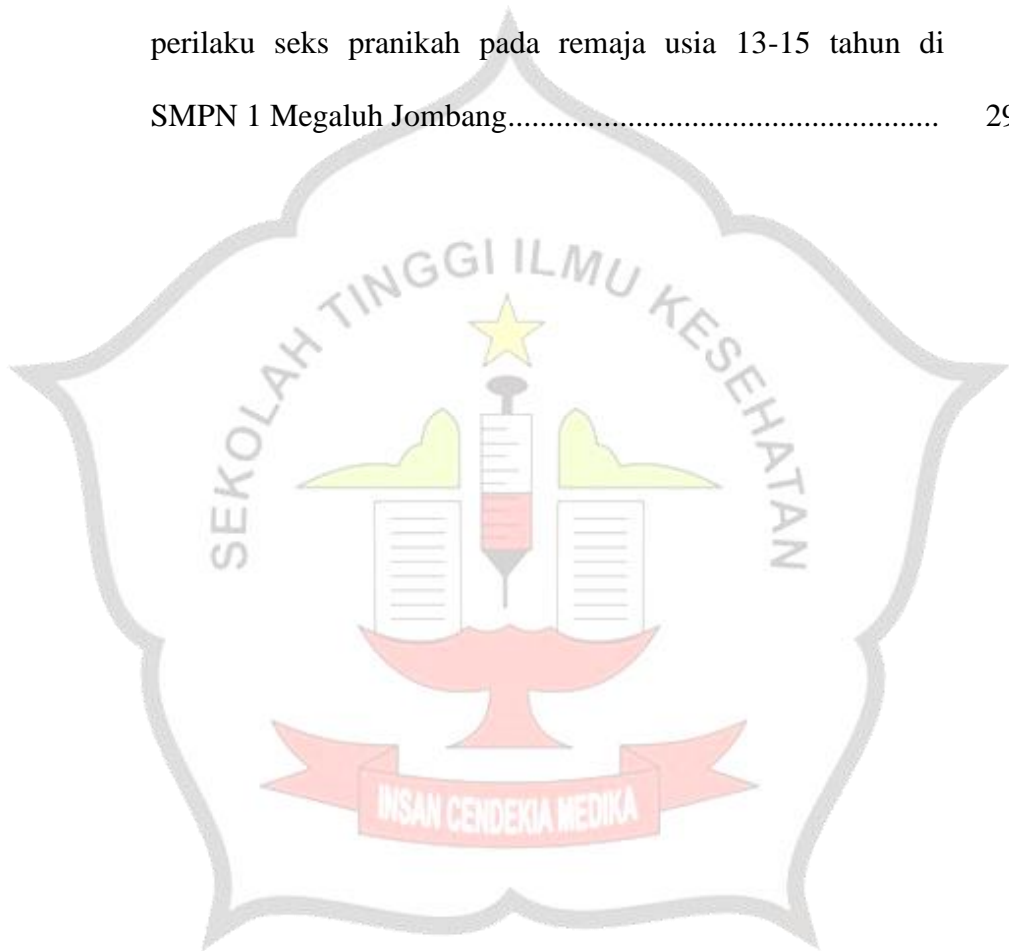 perilaku seks pranikah pada remaja usia 13-15 tahun di
SMPN 1 Megaluh Jombang............................................. 29
SEKOLAH TINGGI ILMU KESEHATAN
INSAN CENDEKIA MEDIKA